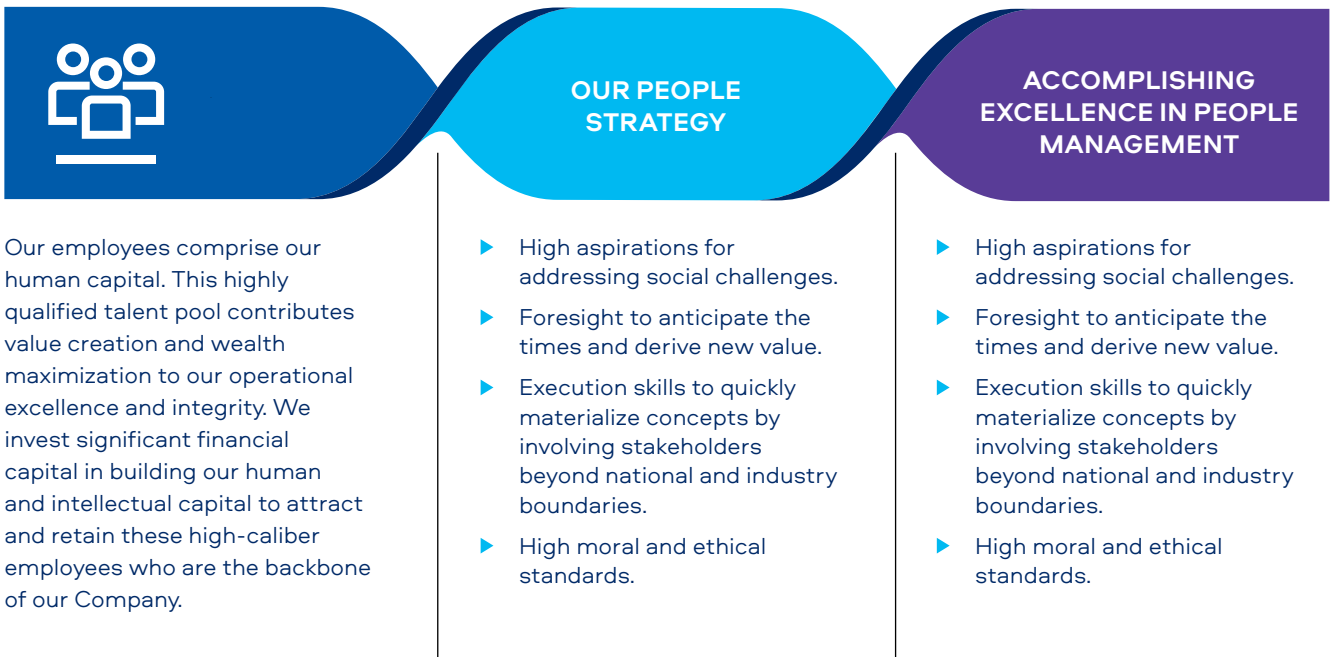 Our employees comprise our
human capital. This highly
qualified talent pool contributes
value creation and wealth
maximization to our operational
excellence and integrity. We
invest significant financial
capital in building our human
and intellectual capital to attract
and retain these high-caliber
employees who are the backbone
of our Company.
OUR PEOPLE
STRATEGY
High aspirations for
addressing social challenges.
Foresight to anticipate the
times and derive new value.
Execution skills to quickly
materialize concepts by
involving stakeholders
beyond national and industry
boundaries.
High moral and ethical
standards.
ACCOMPLISHING
EXCELLENCE IN PEOPLE
MANAGEMENT
High aspirations for
addressing social challenges.
Foresight to anticipate the
times and derive new value.
Execution skills to quickly
materialize concepts by
involving stakeholders
beyond national and industry
boundaries.
High moral and ethical
standards.